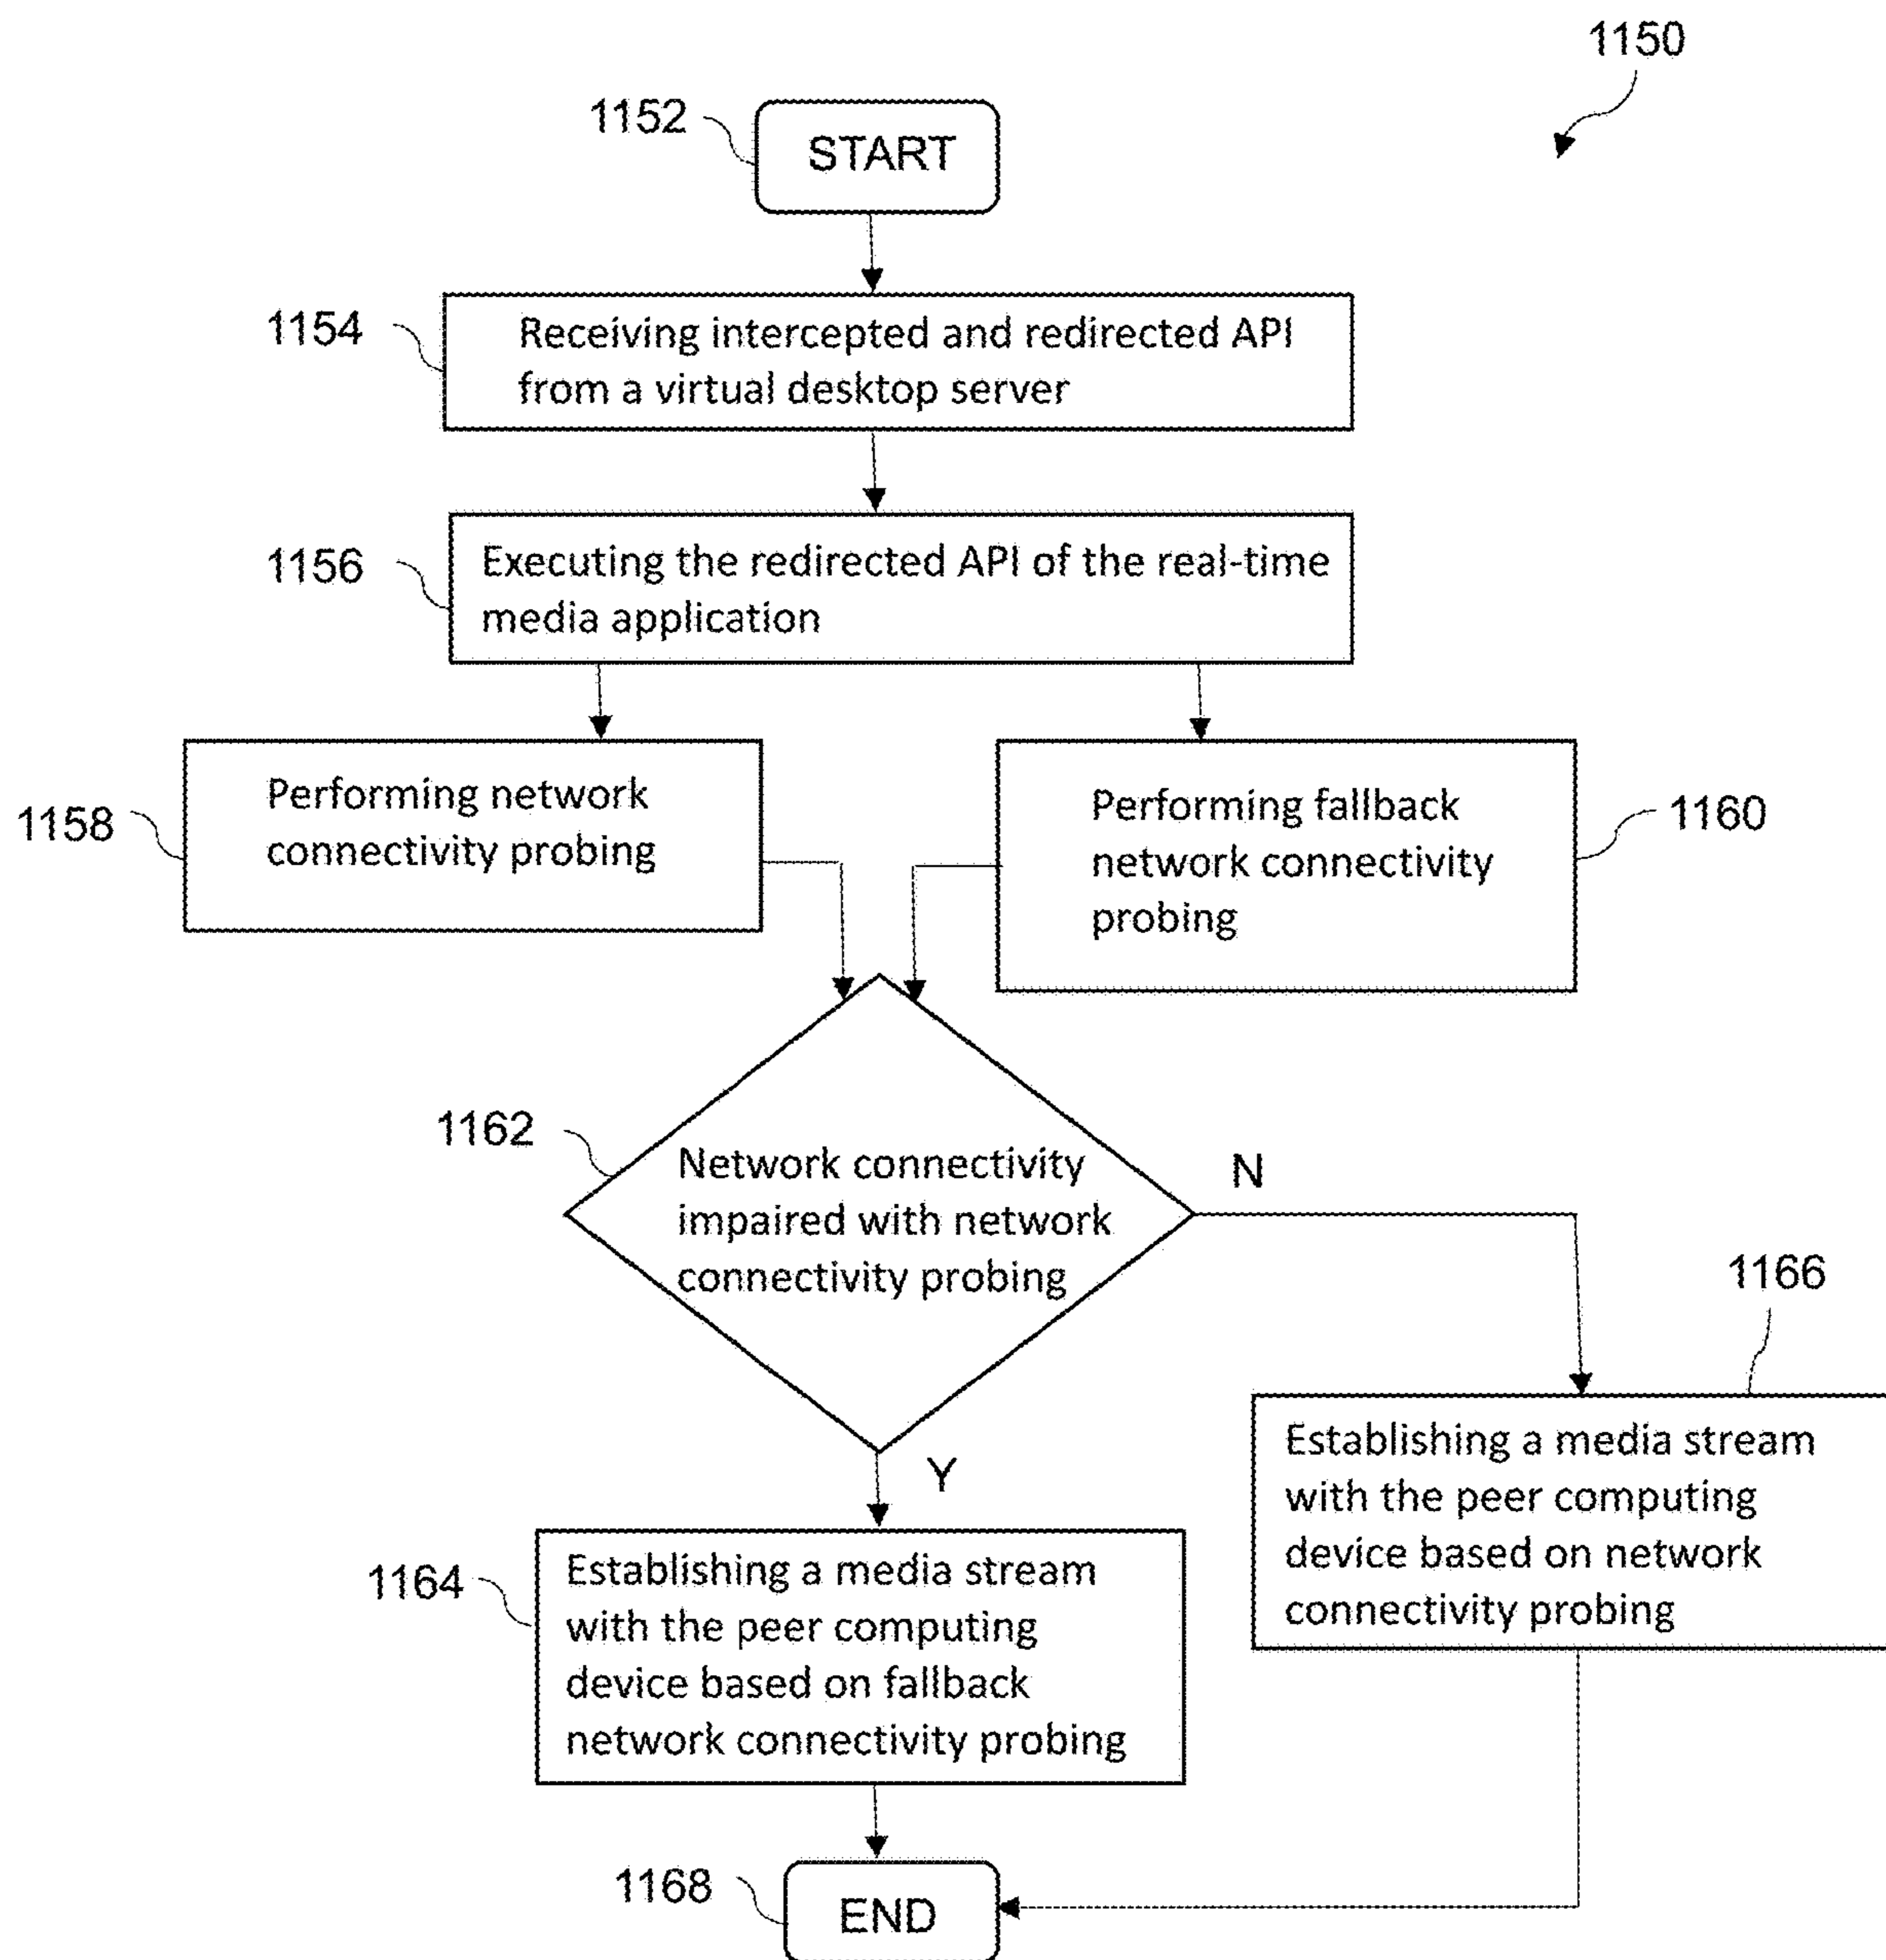 1150
1152
START
1154
Receiving intercepted and redirected API
from a virtual desktop server
1156
Executing the redirected API of the real-time
media application
1158
Performing network
connectivity probing
Performing fallback
network connectivity
probing
1160
1162
Network connectivity
impaired with network
connectivity probing
N
Y
1166
Establishing a media stream
with the peer computing
device based on network
connectivity probing
1164
Establishing a media stream
with the peer computing
device based on fallback
network connectivity probing
1168
END